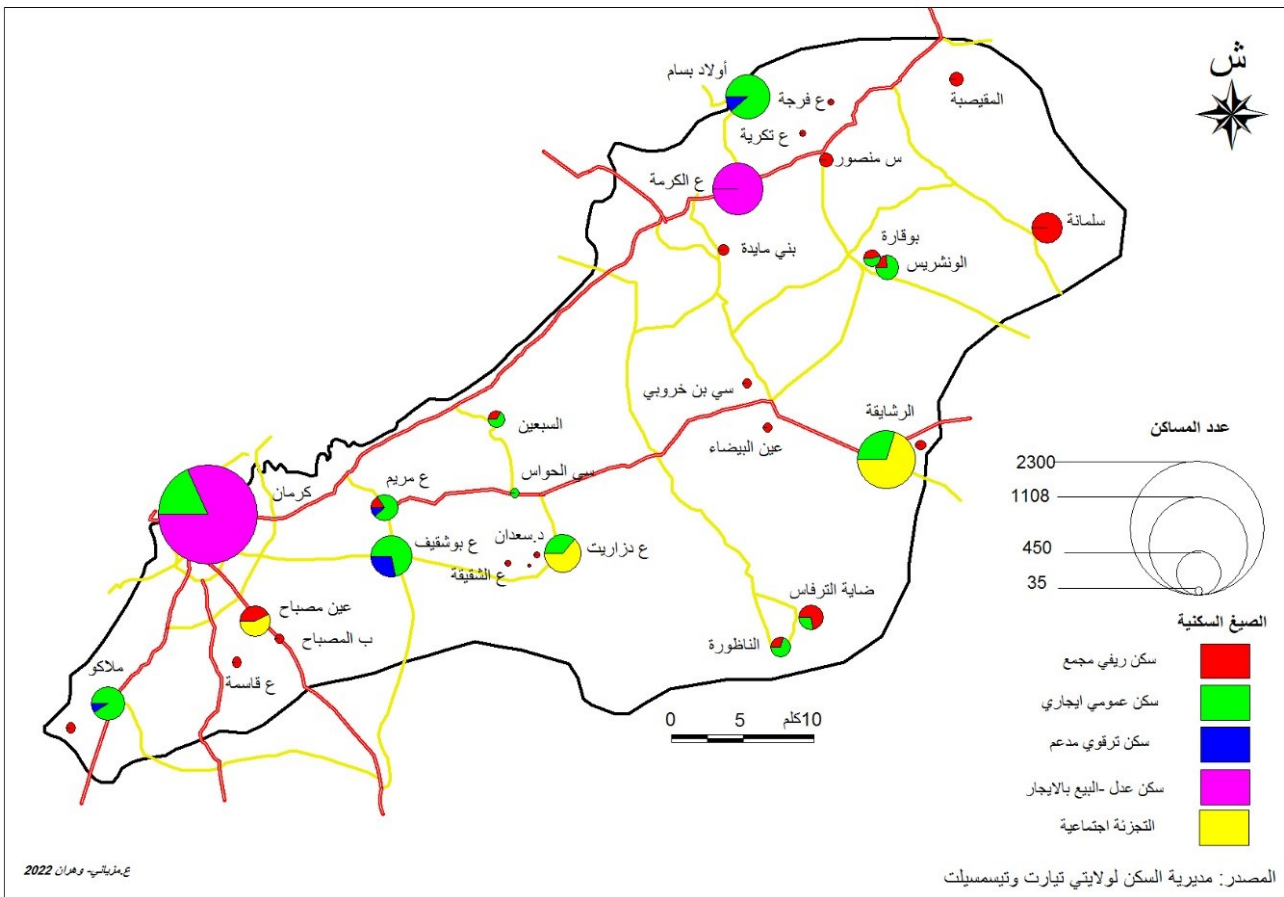 ش
أولاد بسام
ع فرجة
المقيصبة
ع تكرية
س منصور
ع الكرمة
سلمانة
بوقارة
بني مايدة
الونشريس
سي بن خروبي
الرشايقة
السبعين
عين البيضاء
سي الحواس
كرمان
ع مريم
د.سعدان
ع بوشقيف
ع دزاريت
ع الشقيقة
ضاية الترفاس
عين مصباح
ب المصباح
الناظورة
ملاكو
ع قاسمة
0 5 10كلم
عدد المساكن
2300
1108
450
35
الصيغ السكنية
سكن ريفي مجمع
سكن عمومي ايجاري
سكن ترقوي مدعم
سكن عدل -البيع بالايجار
التجزئة اجتماعية
ع.مزياني- وهران 2022
المصدر: مديرية السكن لولايتي تيارت وتيسمسيلت